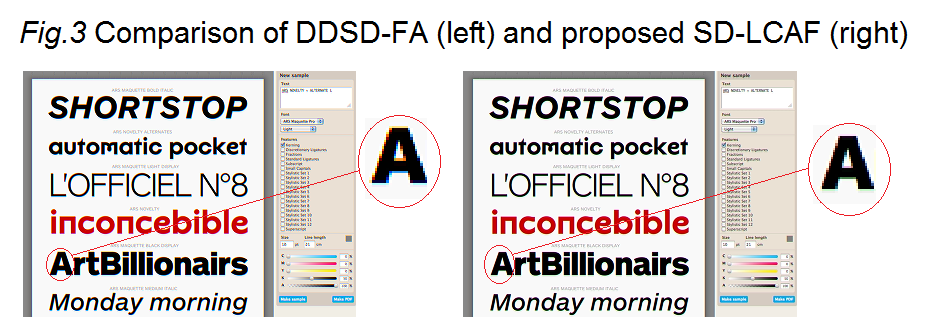 Fig.3 Comparison of DDSD-FA (left) and proposed SD-LCAF (right)
ARS MAQUETTE BOLD ITALIC
SHORTSTOP
ARS NOVELTY ALTERNATES
automatic pocket
ARS MAQUETTE LIGHT DISPLAY
L'OFFICIEL N°8
ARS NOVELTY
inconcebible
ARS MAQUETTE BLACK DISPLAY
ArtBillionairs
ARS MAQUETTE MEDIUM ITALIC
Monday morning
New sample
Text
NOVELTY = ALTERNATE L
Font
ARS Maquette Pro
Light
Features
Kerning
Discretionary Ligatures
Fractions
Standard Ligatures
Subscript
Small Capitals
Stylistic Set 1
Stylistic Set 2
Stylistic Set 3
Stylistic Set 4
Stylistic Set 5
Stylistic Set 6
Stylistic Set 7
Stylistic Set 8
Stylistic Set 9
Stylistic Set 10
Stylistic Set 11
Stylistic Set 12
Superscript
Size Line length
10 pt 21 cm
C %
M %
Y %
K %
A 100 %
Make sample Make PDF
A
ARS MAQUETTE BOLD ITALIC
SHORTSTOP
ARS NOVELTY ALTERNATES
automatic pocket
ARS MAQUETTE LIGHT DISPLAY
L'OFFICIEL N°8
ARS NOVELTY
inconcebible
ARS MAQUETTE BLACK DISPLAY
ArtBillionairs
ARS MAQUETTE MEDIUM ITALIC
Monday morning
New sample
Text
NOVELTY = ALTERNATE L
Font
ARS Maquette Pro
Light
Features
Kerning
Discretionary Ligatures
Fractions
Standard Ligatures
Subscript
Small Capitals
Stylistic Set 1
Stylistic Set 2
Stylistic Set 3
Stylistic Set 4
Stylistic Set 5
Stylistic Set 6
Stylistic Set 7
Stylistic Set 8
Stylistic Set 9
Stylistic Set 10
Stylistic Set 11
Stylistic Set 12
Superscript
Size Line length
10 pt 21 cm
C %
M %
Y %
K %
A 100 %
Make sample Make PDF
A